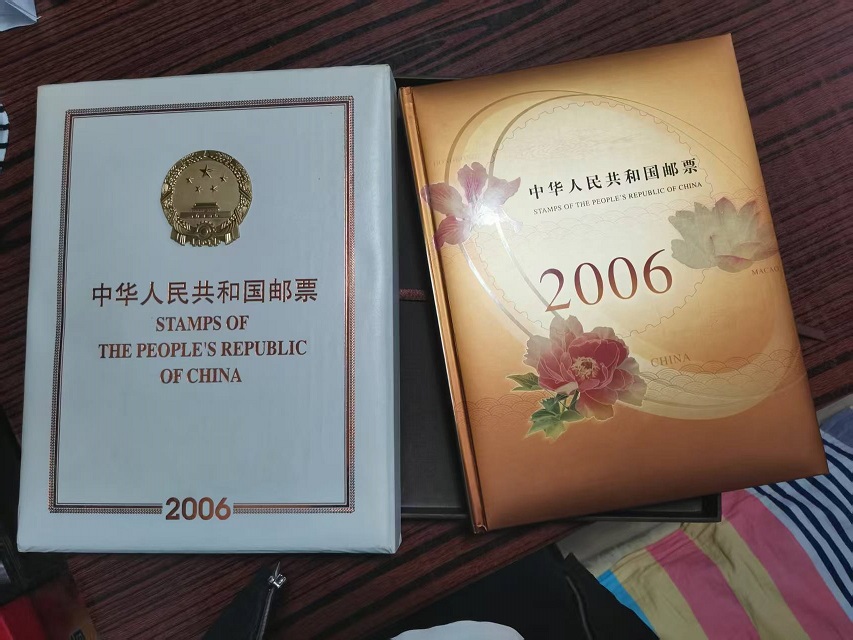 中华人民共和国邮票
STAMPS OF
THE PEOPLE'S REPUBLIC
OF CHINA
2006
中华人民共和国邮票
STAMPS OF THE PEOPLE'S REPUBLIC OF CHINA
2006
MACAO
CHINA